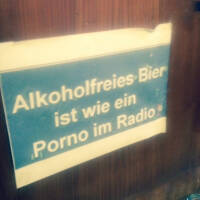 Alkoholfreies Bier
ist wie ein
Porno im Radio